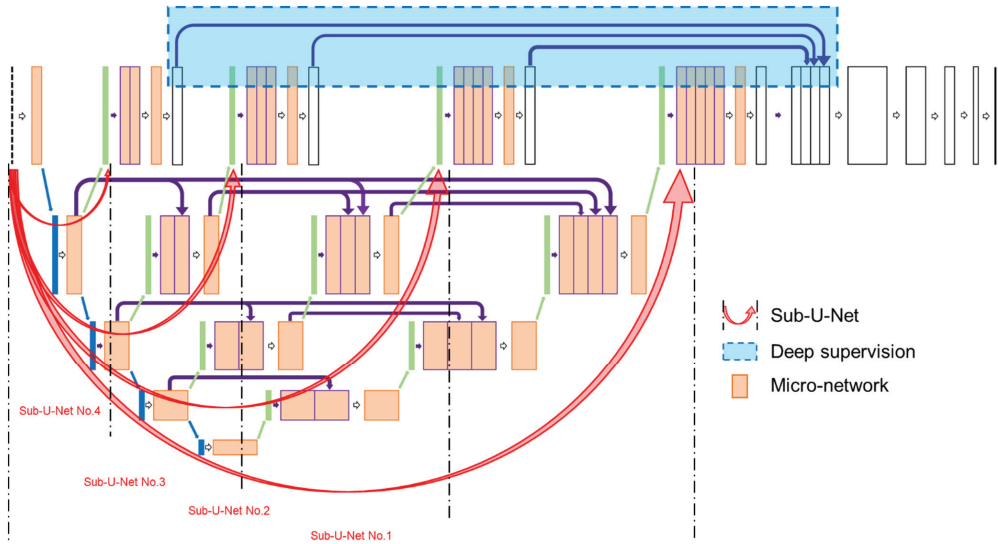 Sub-U-Net
Deep supervision
Micro-network
Sub-U-Net No.4
Sub-U-Net No.3
Sub-U-Net No.2
Sub-U-Net No.1